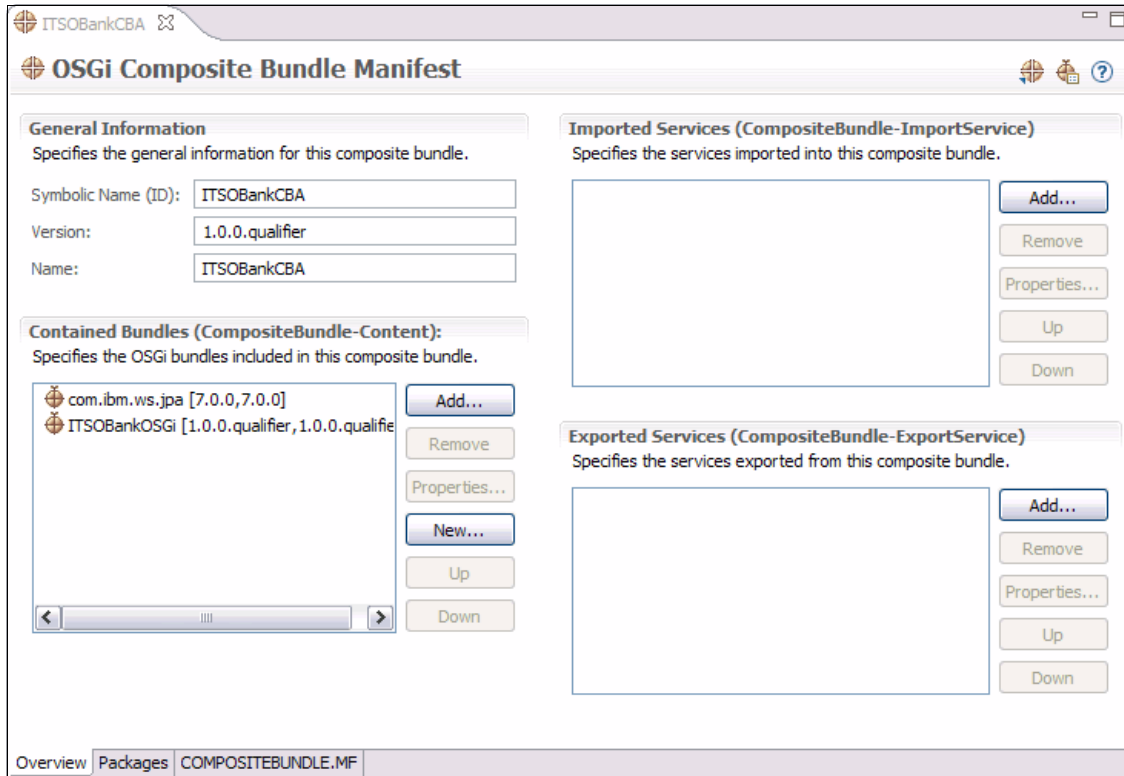 ITSOBankCBA
OSGi Composite Bundle Manifest
General Information
Specifies the general information for this composite bundle.
Symbolic Name (ID): ITSOBankCBA
Version: 1.0.0.qualifier
Name: ITSOBankCBA
Contained Bundles (CompositeBundle-Content):
Specifies the OSGi bundles included in this composite bundle.
com.ibm.ws.jpa [7.0.0,7.0.0]
ITSOBankOSGi [1.0.0.qualifier,1.0.0.qualifie
Add...
Remove
Properties...
New...
Up
Down
Imported Services (CompositeBundle-ImportService)
Specifies the services imported into this composite bundle.
Add...
Remove
Properties...
Up
Down
Exported Services (CompositeBundle-ExportService)
Specifies the services exported from this composite bundle.
Add...
Remove
Properties...
Up
Down
Overview Packages COMPOSITEBUNDLE.MF